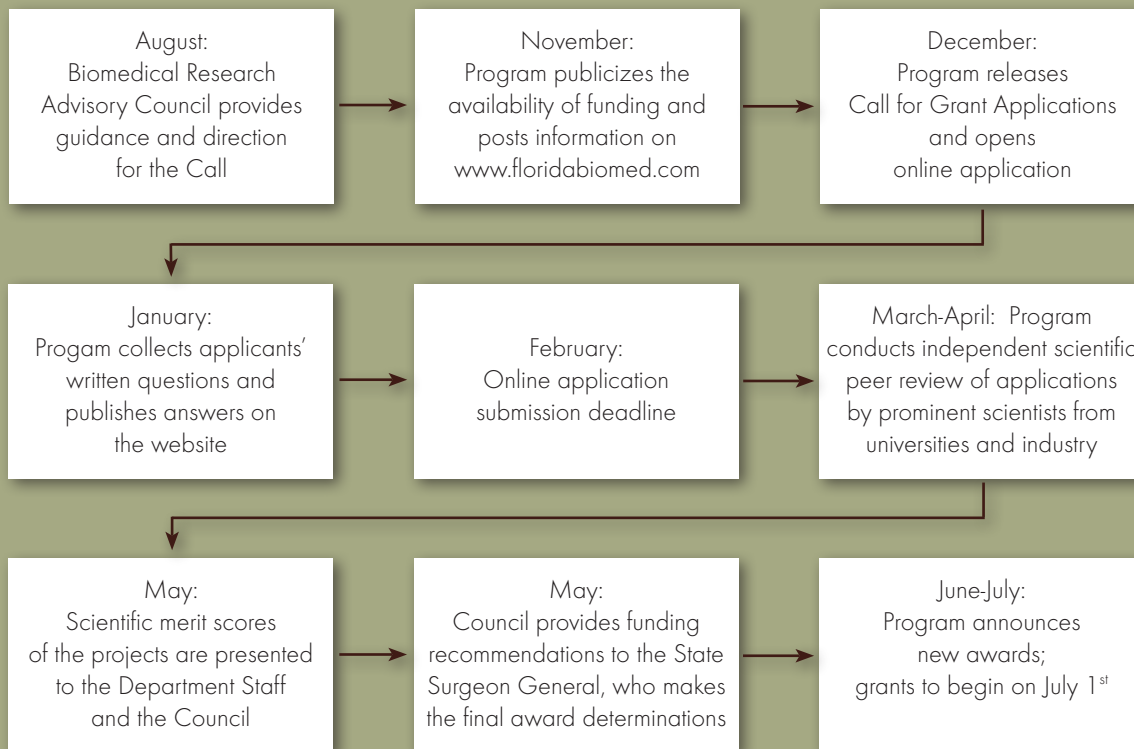 August:
Biomedical Research
Advisory Council provides
guidance and direction
for the Call
November:
Program publicizes the
availability of funding and
posts information on
www.floridabiomed.com
December:
Program releases
Call for Grant Applications
and opens
online application
January:
Progam collects applicants’
written questions and
publishes answers on
the website
February:
Online application
submission deadline
March-April: Program
conducts independent scientific
peer review of applications
by prominent scientists from
universities and industry
May:
Scientific merit scores
of the projects are presented
to the Department Staff
and the Council
May:
Council provides funding
recommendations to the State
Surgeon General, who makes
the final award determinations
June-July:
Program announces
new awards;
grants to begin on July 1st